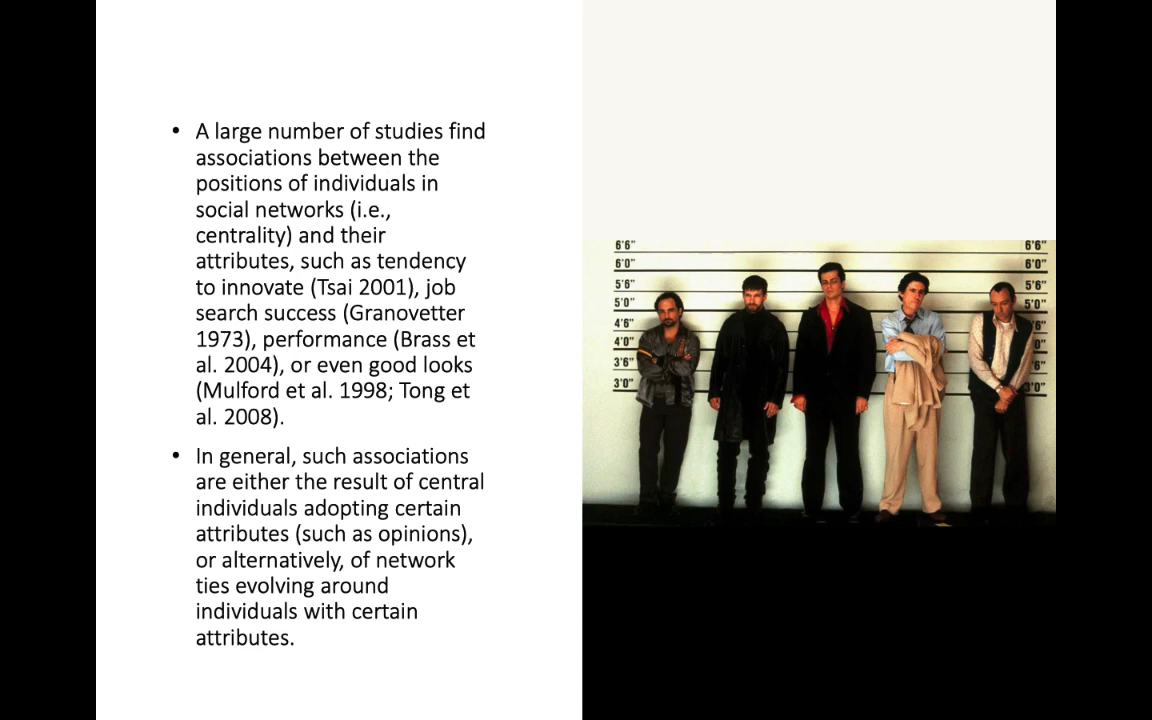 • A large number of studies find
associations between the
positions of individuals in
social networks (i.e.,
centrality) and their
attributes, such as tendency
to innovate (Tsai 2001), job
search success (Granovetter
1973), performance (Brass et
al. 2004), or even good looks
(Mulford et al. 1998; Tong et
al. 2008).
• In general, such associations
are either the result of central
individuals adopting certain
attributes (such as opinions),
or alternatively, of network
ties evolving around
individuals with certain
attributes.
6'6" 6'6"
6'0" 6'0"
5'6" 5'6"
5'0" 5'0"
4'6" 6"
4'0" 0"
3'6" '6"
3'0" '0"